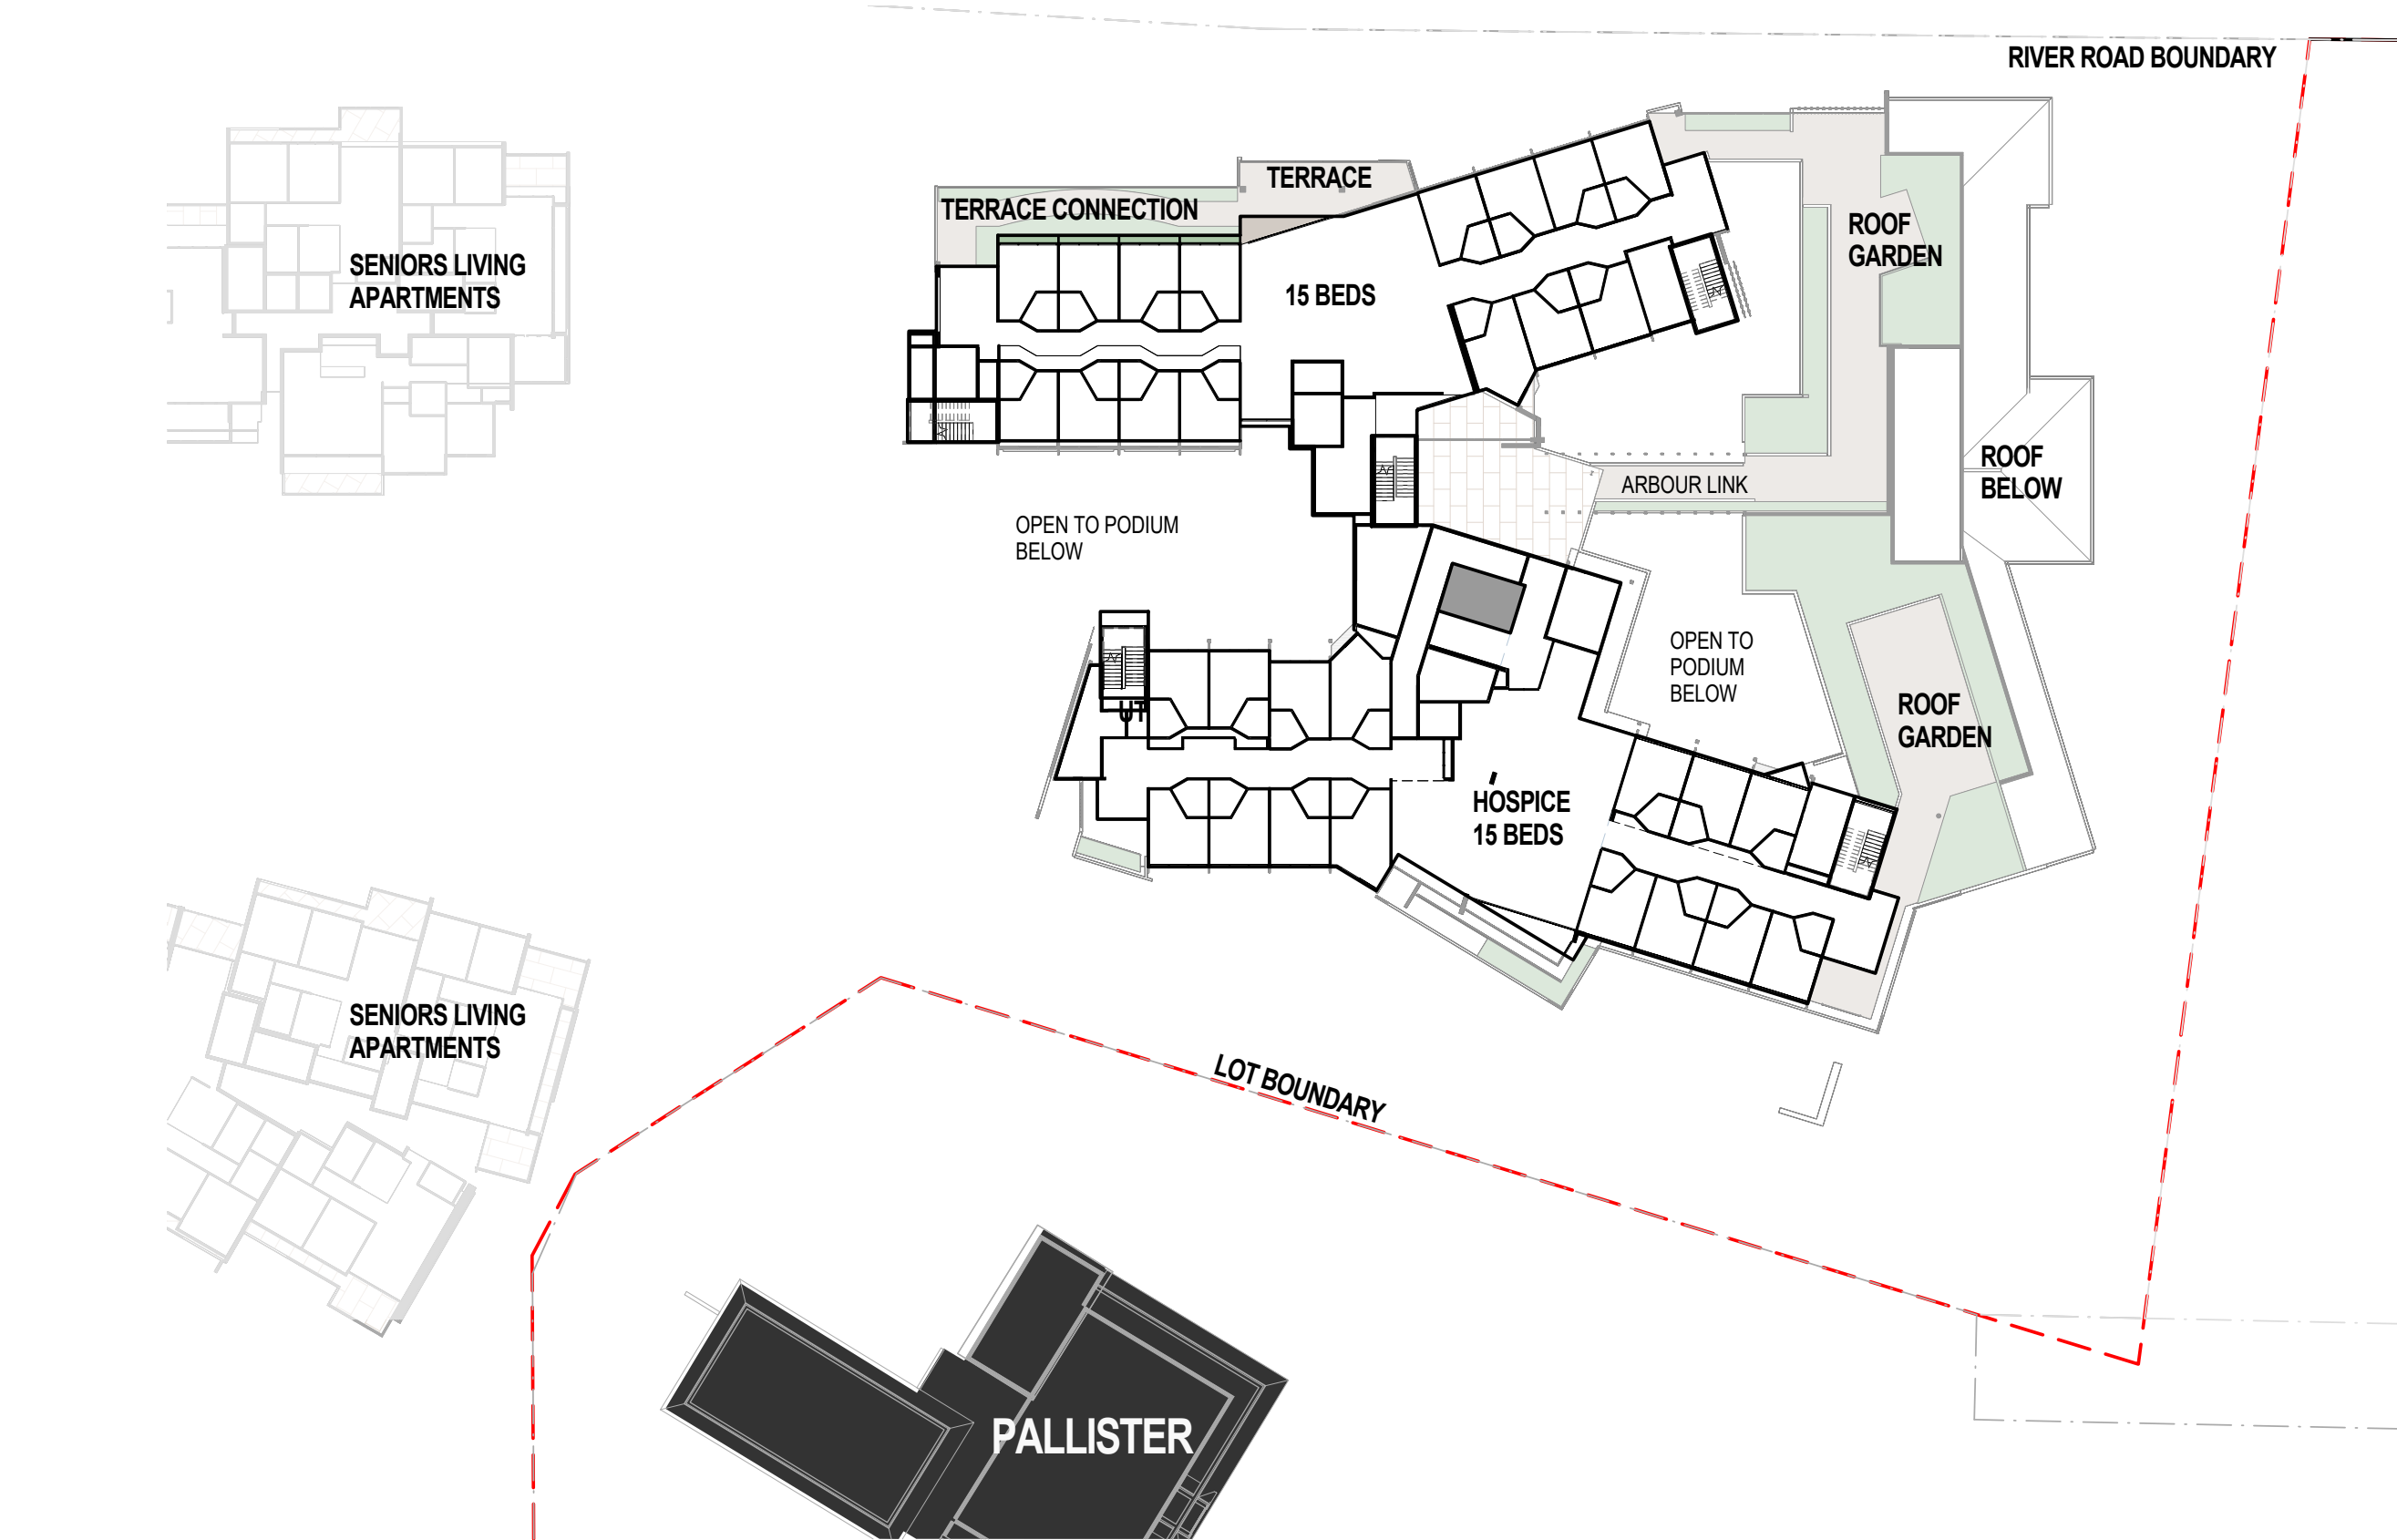 RIVER ROAD BOUNDARY
TERRACE
TERRACE CONNECTION
ROOF
GARDEN
SENIORS LIVING
APARTMENTS
15 BEDS
ROOF
BELOW
ARBOUR LINK
OPEN TO PODIUM
BELOW
OPEN TO
PODIUM
BELOW
UT
ROOF
GARDEN
HOSPICE
15 BEDS
SENIORS LIVING
APARTMENTS
LOT BOUNDARY
PALLISTER